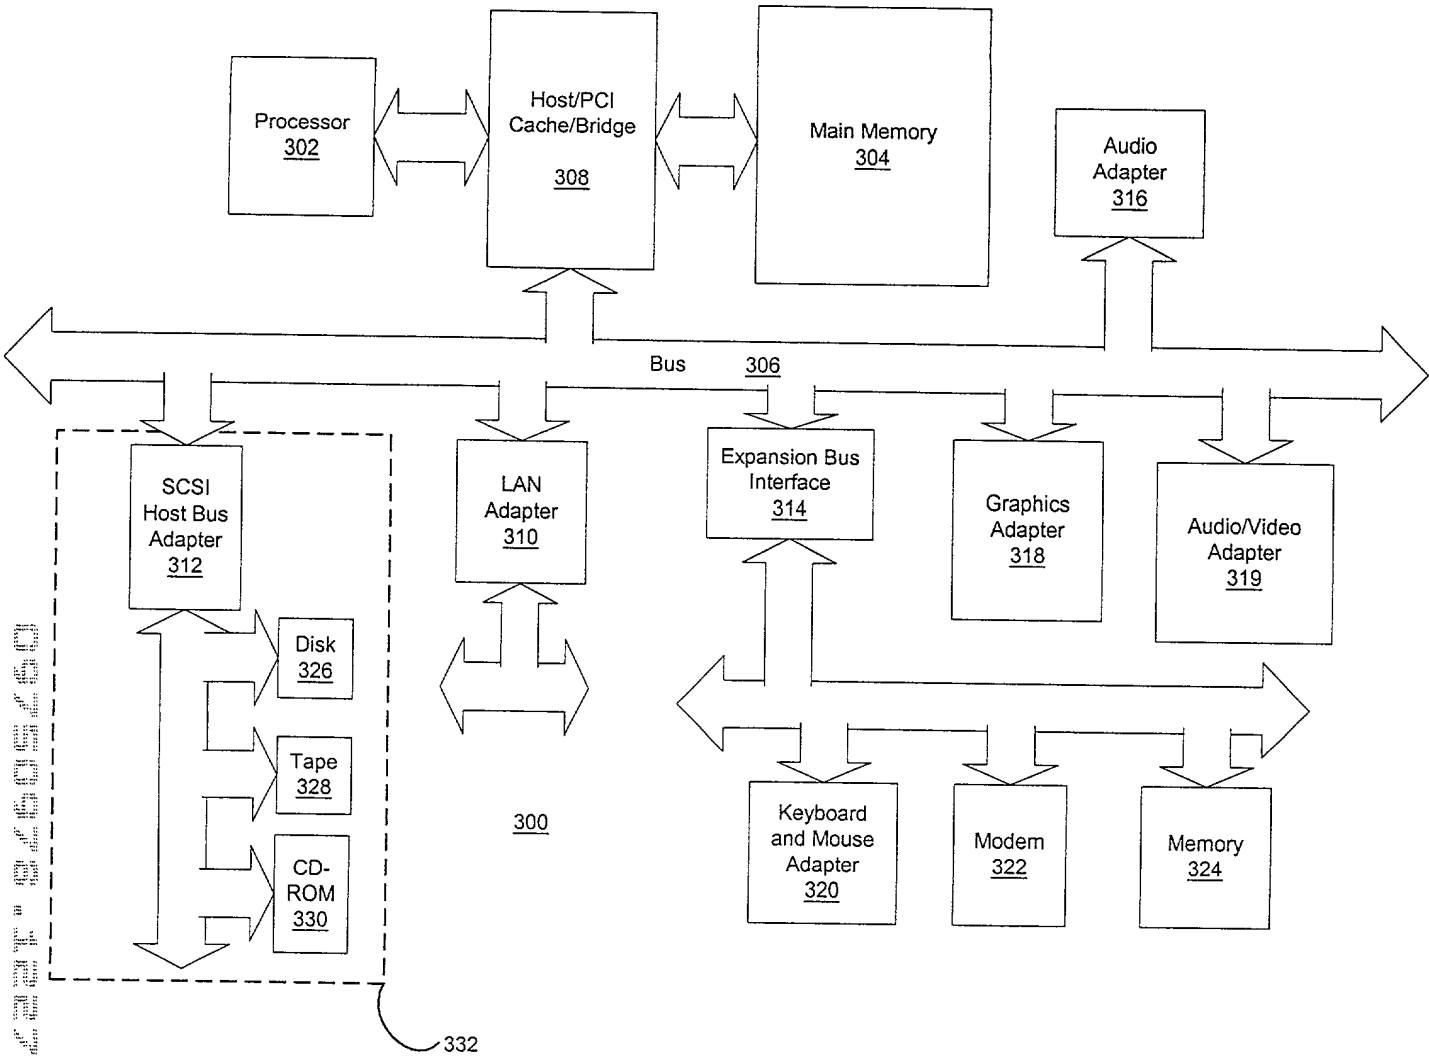 Processor
302
Host/PCI
Cache/Bridge
308
Main Memory
304
Audio
Adapter
316
Bus 306
SCSI
Host Bus
Adapter
312
LAN
Adapter
310
Expansion Bus
Interface
314
Graphics
Adapter
318
Audio/Video
Adapter
319
Disk
326
Tape
328
CD-
ROM
330
300
Keyboard
and Mouse
Adapter
320
Modem
322
Memory
324
332